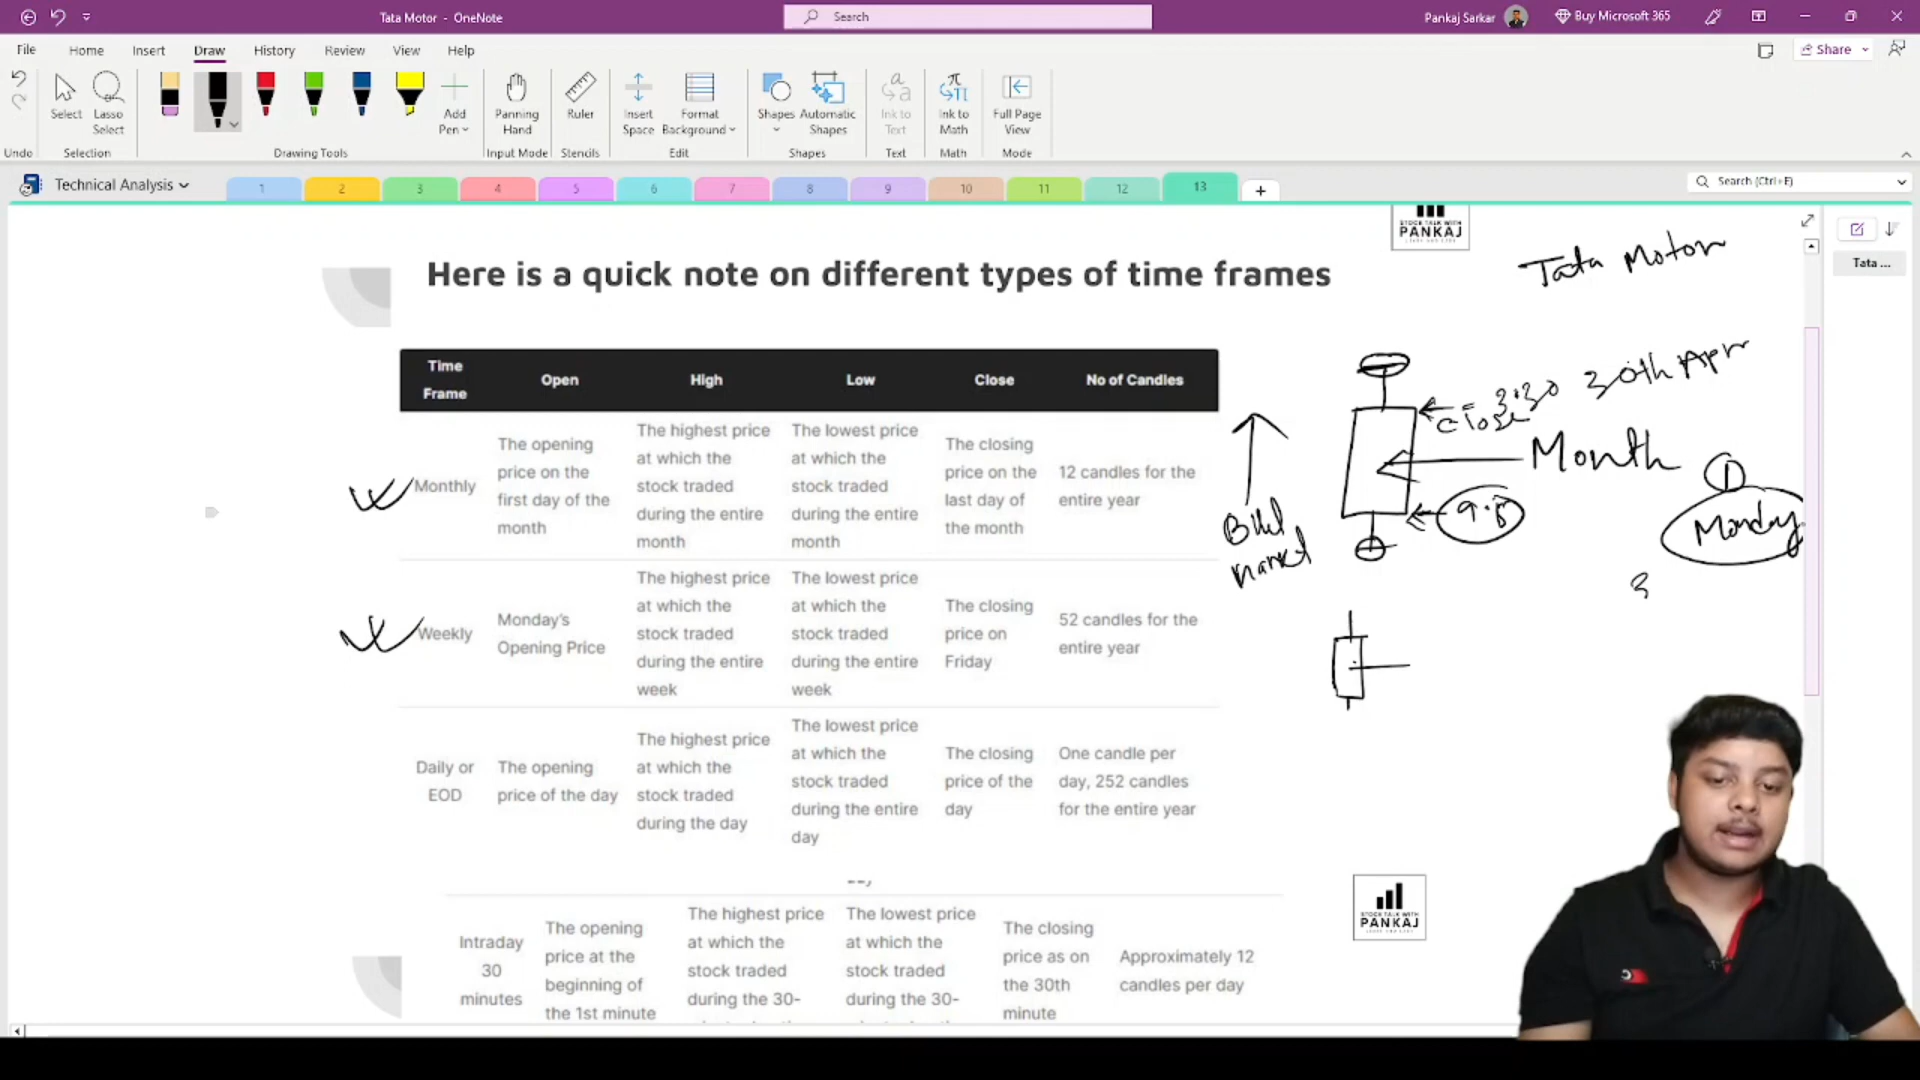 Tata Motor - OneNote
Search
Pankaj Sarkar
Buy Microsoft 365
File Home Insert Draw History Review View Help
Share
Select
Lasso Select
Add Pen
Panning Hand
Ruler
Insert Space
Format Background
Shapes
Automatic Shapes
Ink to Text
Ink to Math
Full Page View
Undo Selection Drawing Tools Input Mode Stencils Edit Shapes Text Math Mode
Technical Analysis 1 2 3 4 5 6 7 8 9 10 11 12 13 +
Search (Ctrl+E)
STOCK TALK WITH
PANKAJ
Tata ...
Here is a quick note on different types of time frames
Tata Motor
Time Frame Open High Low Close No of Candles
Monthly
The opening price on the first day of the month
The highest price at which the stock traded during the entire month
The lowest price at which the stock traded during the entire month
The closing price on the last day of the month
12 candles for the entire year
Weekly
Monday's Opening Price
The highest price at which the stock traded during the entire week
The lowest price at which the stock traded during the entire week
The closing price on Friday
52 candles for the entire year
Daily or EOD
The opening price of the day
The highest price at which the stock traded during the day
The lowest price at which the stock traded during the entire day
The closing price of the day
One candle per day, 252 candles for the entire year
Intraday 30 minutes
The opening price at the beginning of the 1st minute
The highest price at which the stock traded during the 30-
The lowest price at which the stock traded during the 30-
The closing price as on the 30th minute
Approximately 12 candles per day
3:30 30th Apr
close
Month
1
Monday
3
market
STOCK TALK WITH
PANKAJ
LEARN AND EARN